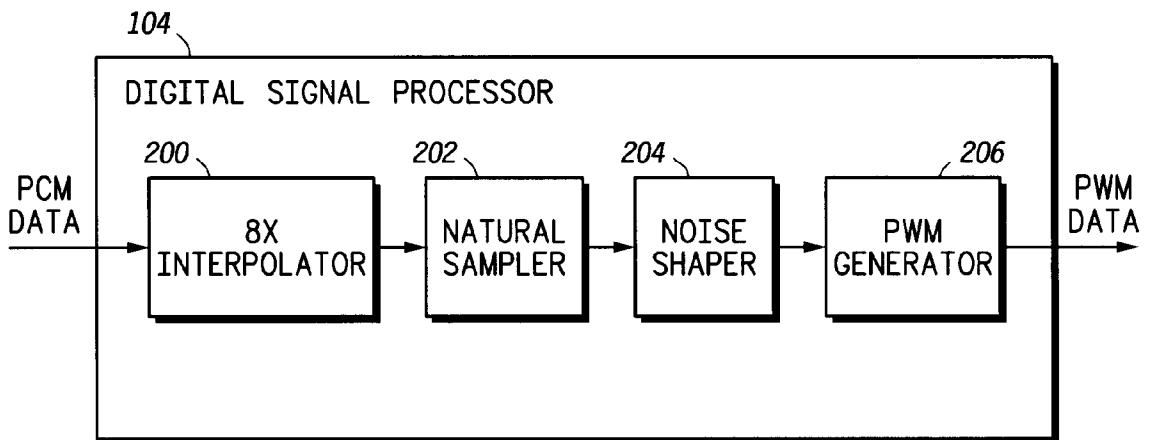 104
DIGITAL SIGNAL PROCESSOR
200
202
204
206
PCM
DATA
8X
INTERPOLATOR
NATURAL
SAMPLER
NOISE
SHAPER
PWM
GENERATOR
PWM
DATA